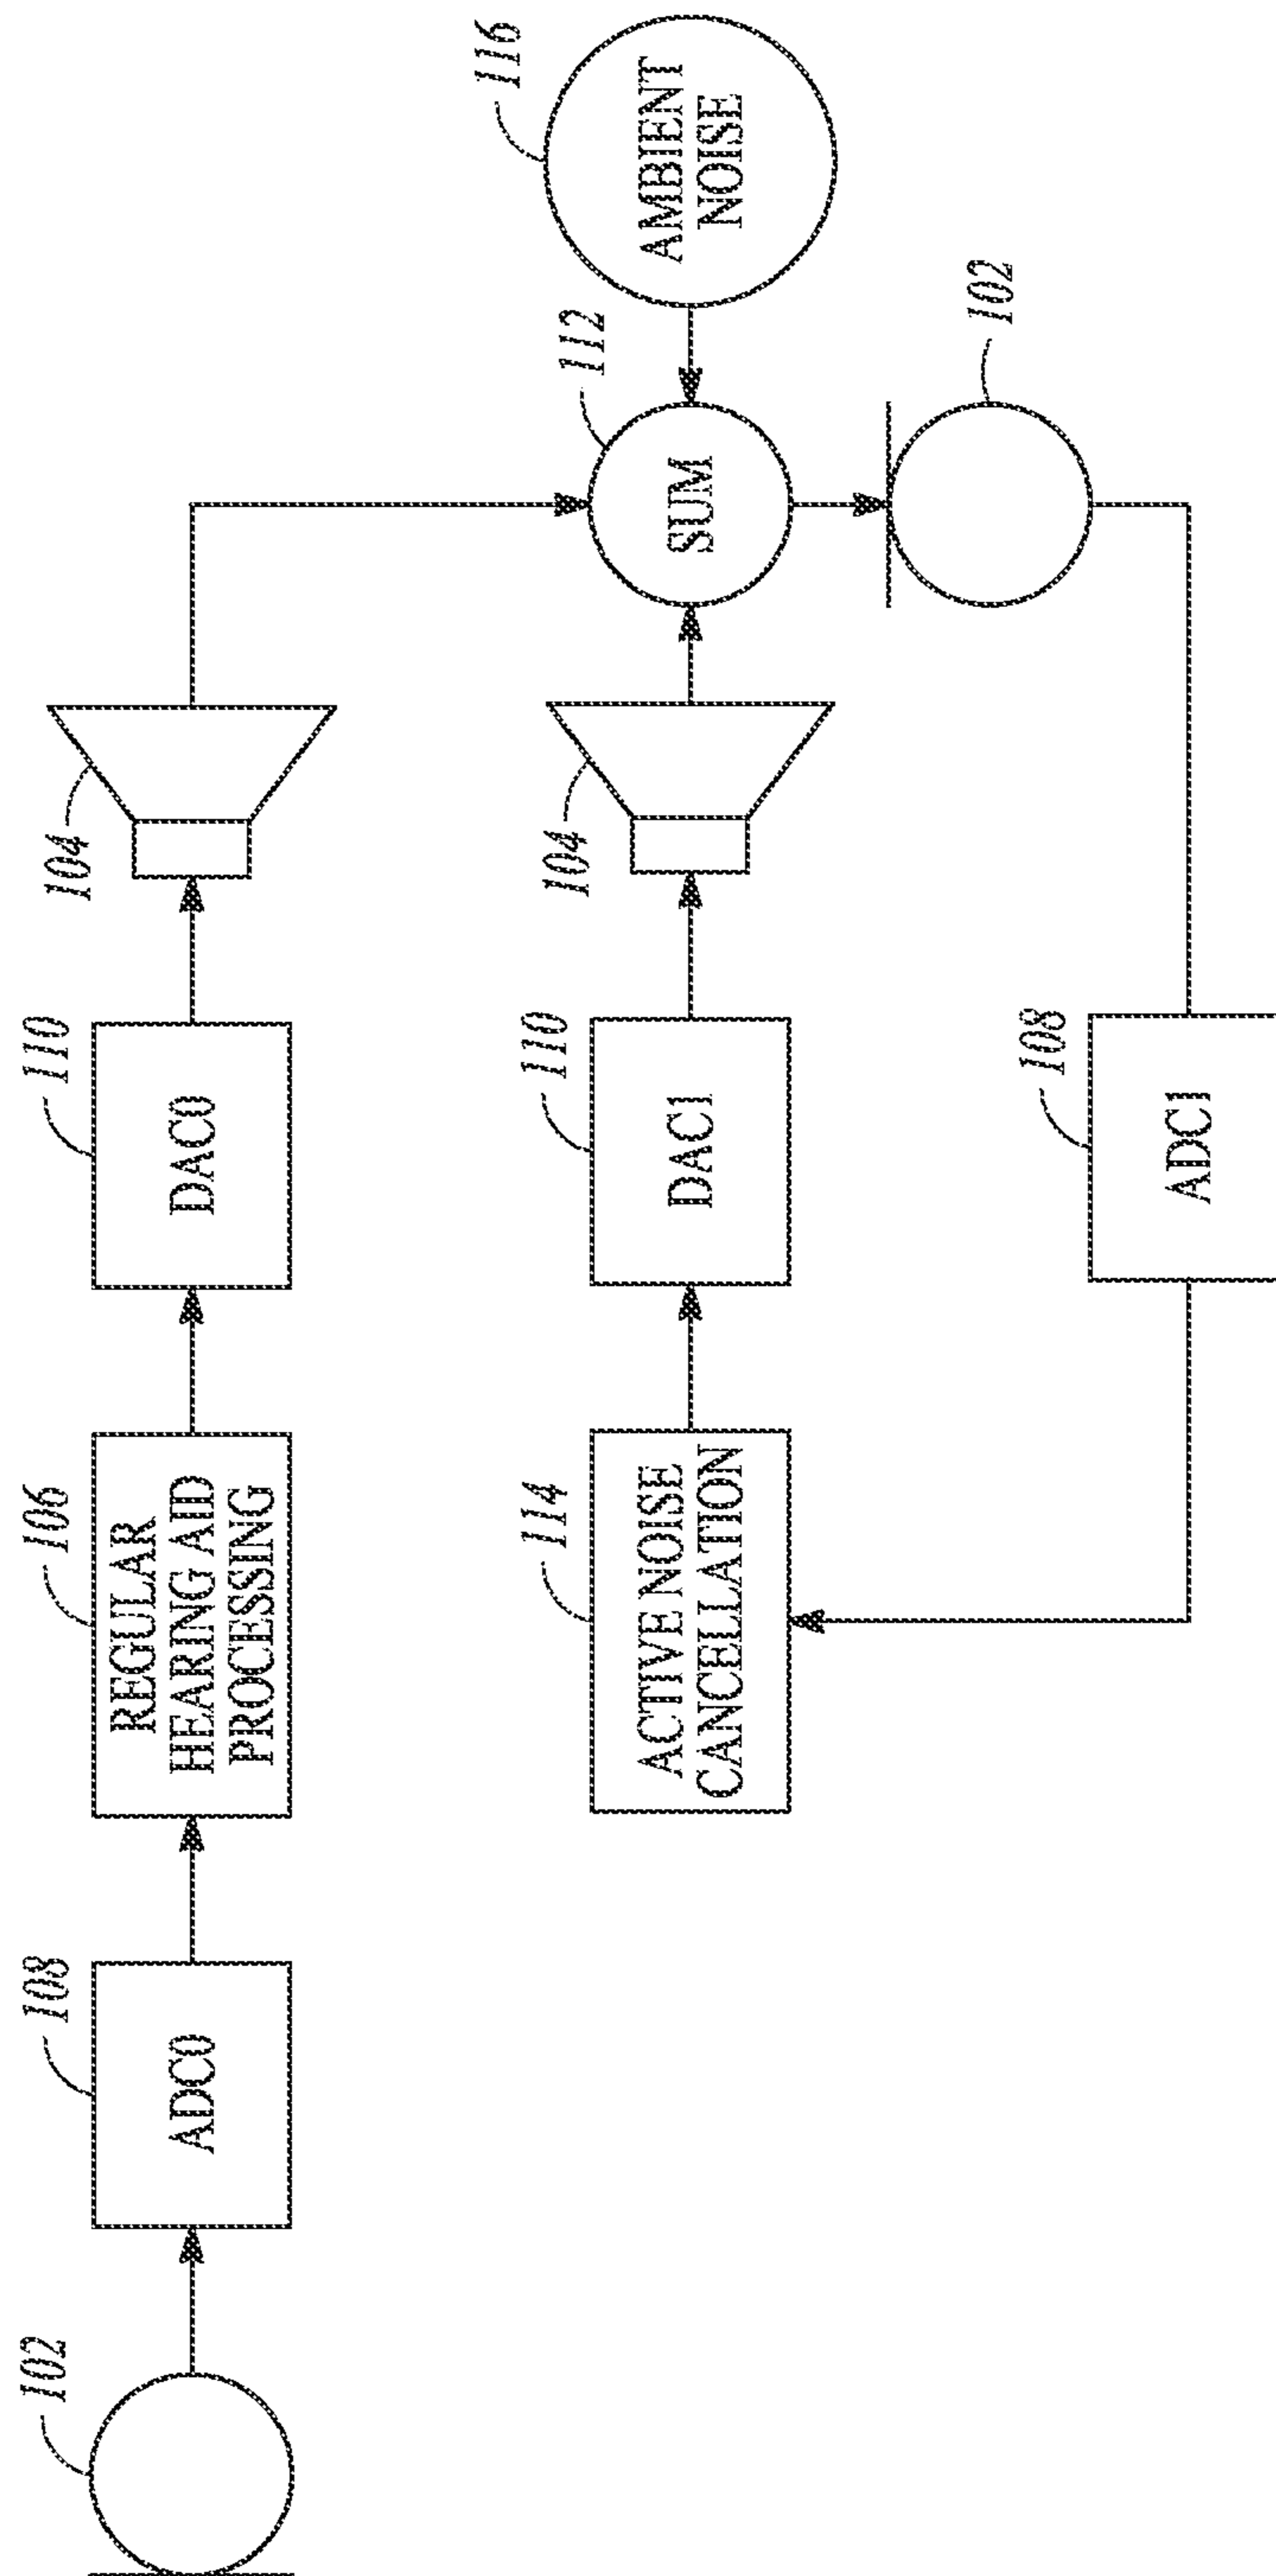 102
108
ADC0
106
REGULAR
HEARING AID
PROCESSING
110
DAC0
104
114
ACTIVE NOISE
CANCELLATION
110
DAC1
104
112
SUM
116
AMBIENT
NOISE
102
108
ADC1